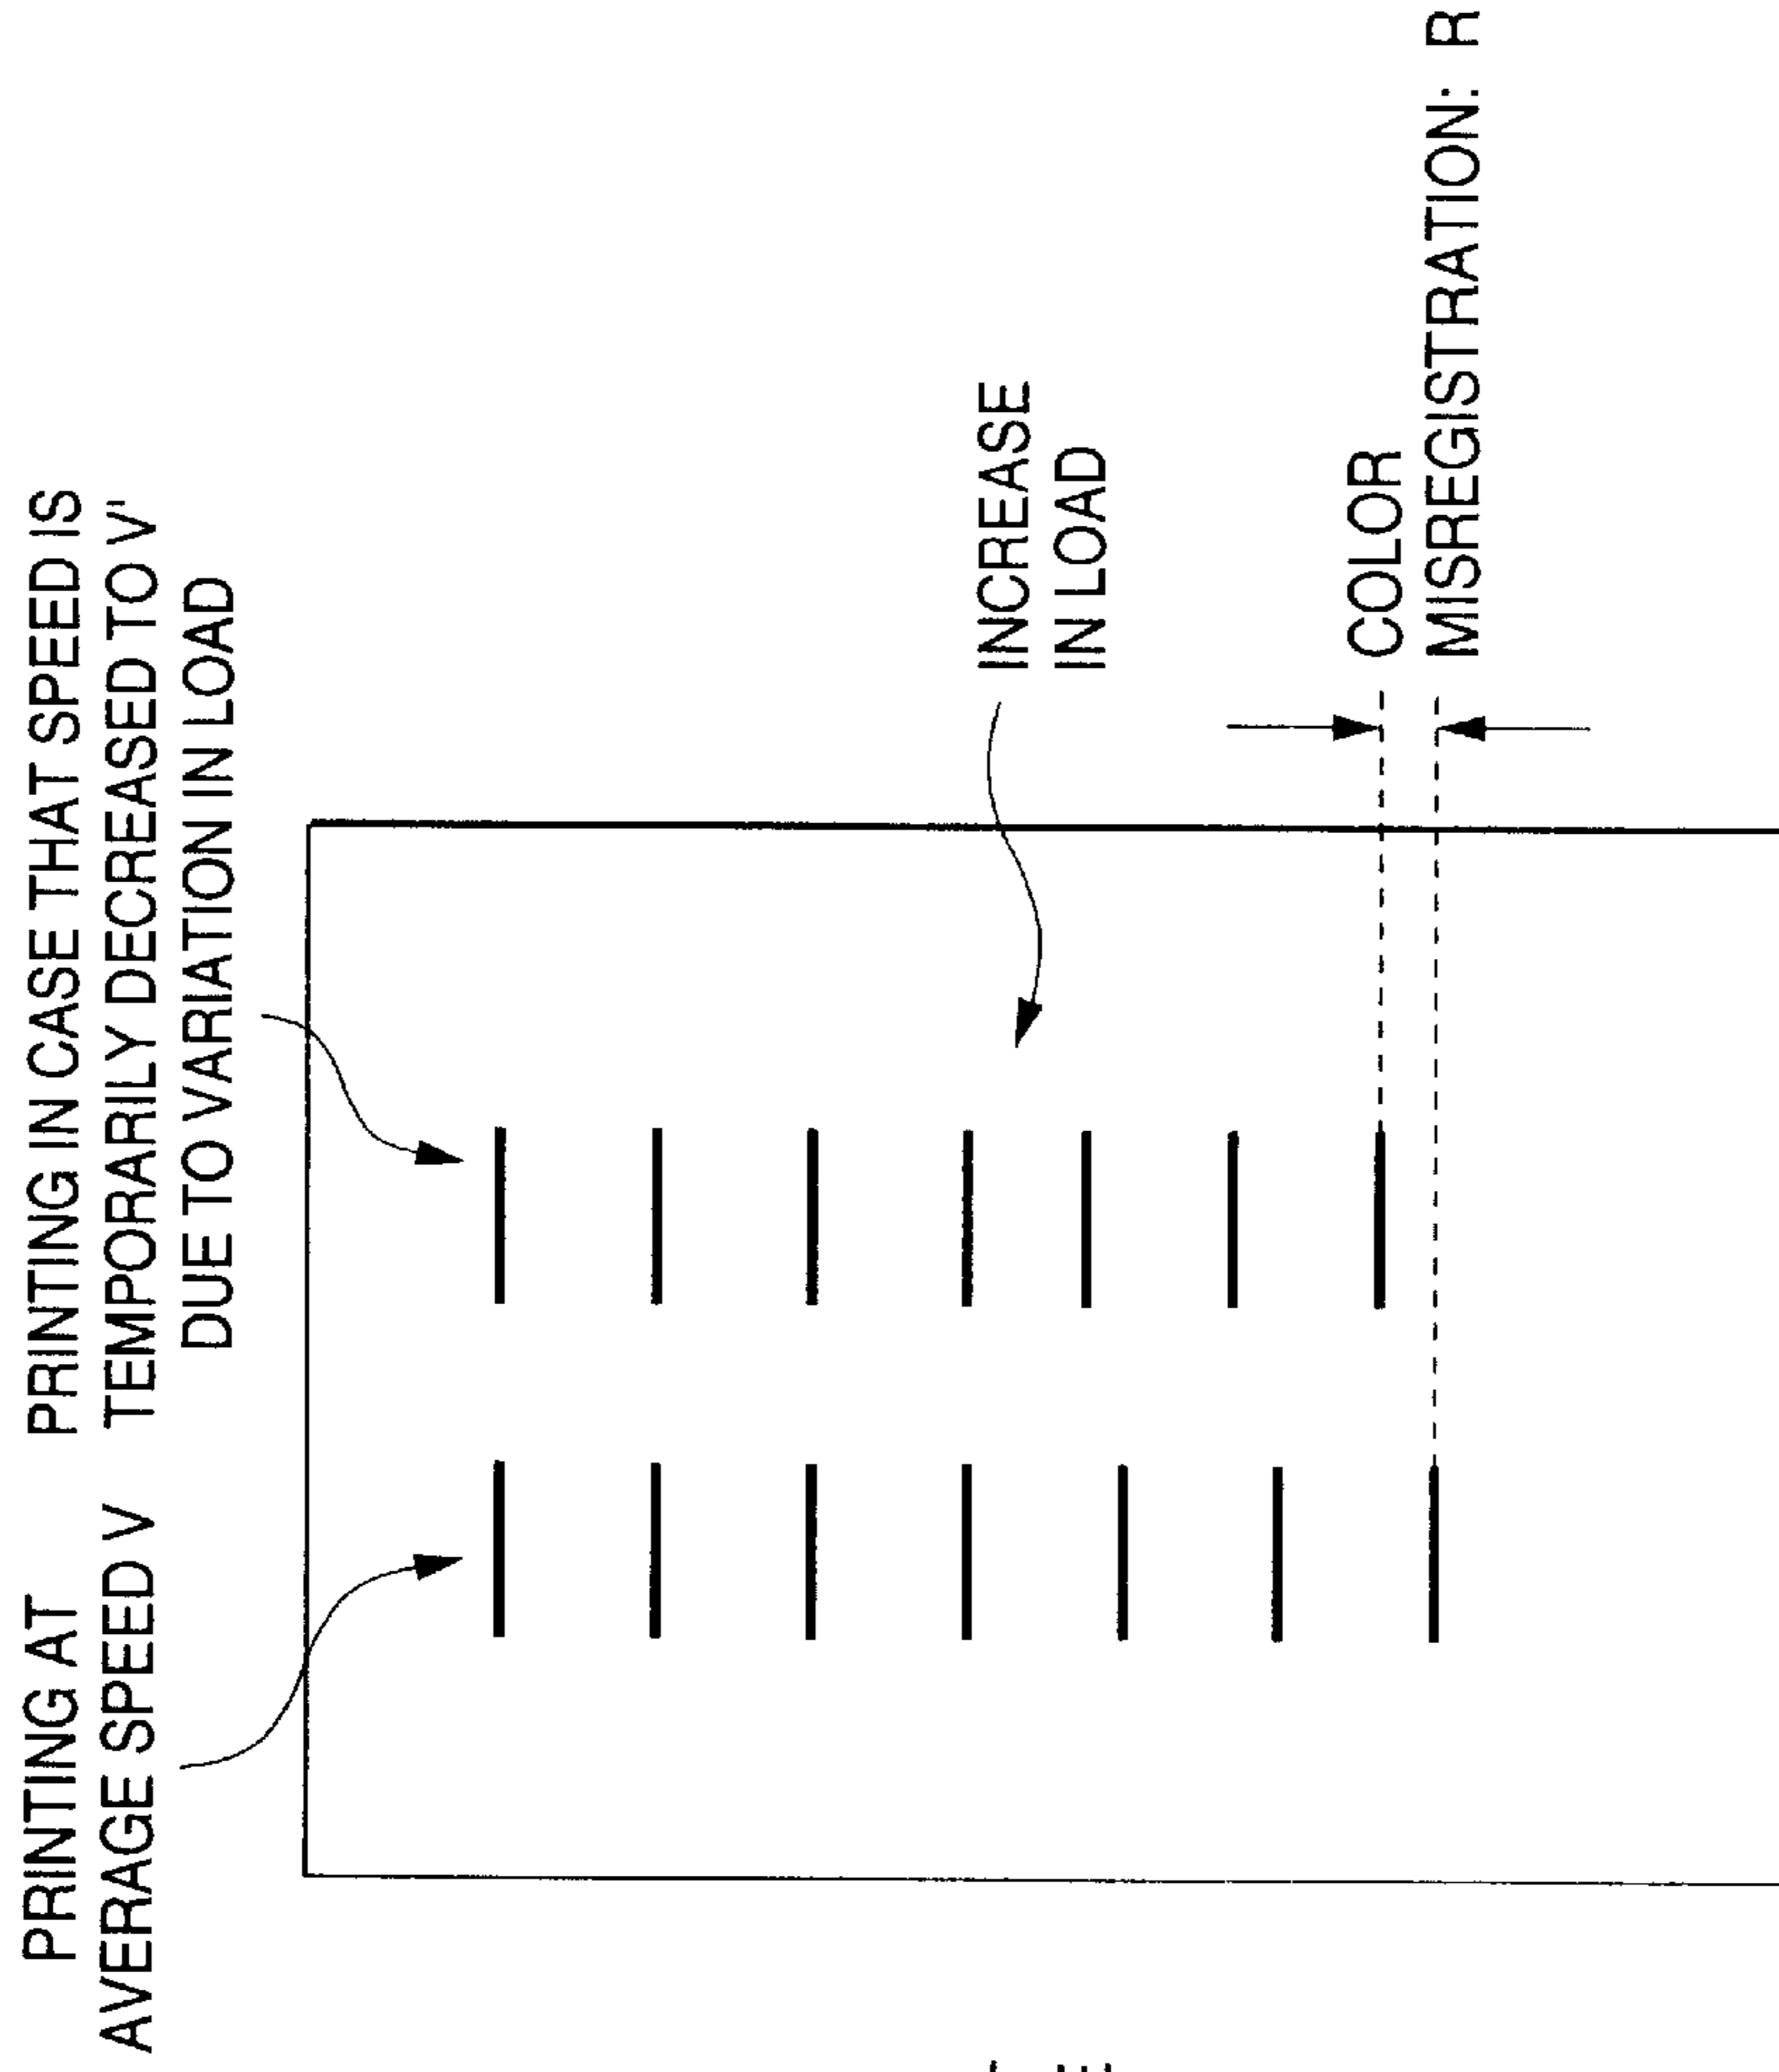 PRINTING AT
AVERAGE SPEED V
PRINTING IN CASE THAT SPEED IS
TEMPORARILY DECREASED TO V'
DUE TO VARIATION IN LOAD
INCREASE
IN LOAD
COLOR
MISREGISTRATION: R